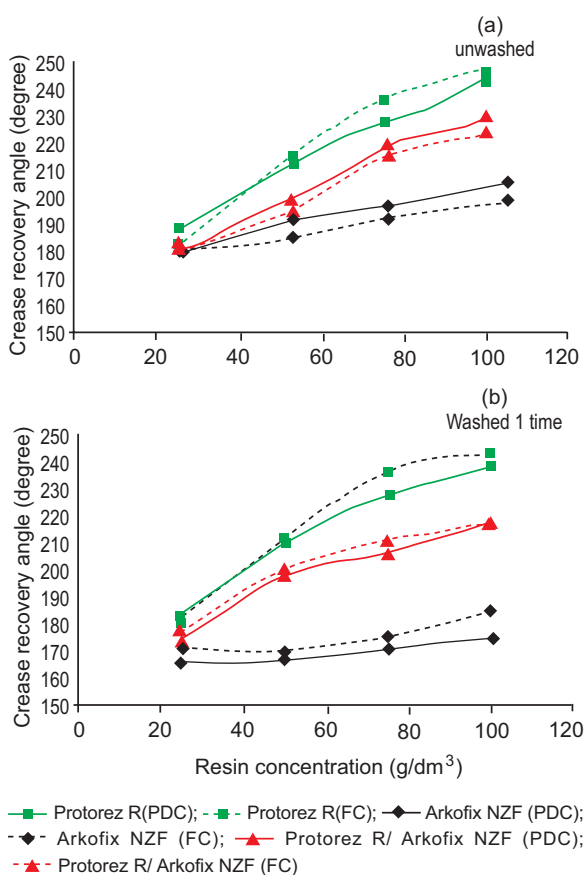 (a)
unwashed
Crease recovery angle (degree)
250
240
230
220
210
200
190
180
170
160
150
0 20 40 60 80 100 120
(b)
Washed 1 time
Crease recovery angle (degree)
250
240
230
220
210
200
190
180
170
160
150
0 20 40 60 80 100 120
Resin concentration (g/dm³)
Protorez R(PDC); Protorez R(FC); Arkofix NZF (PDC);
Arkofix NZF (FC); Protorez R/ Arkofix NZF (PDC);
Protorez R/ Arkofix NZF (FC)